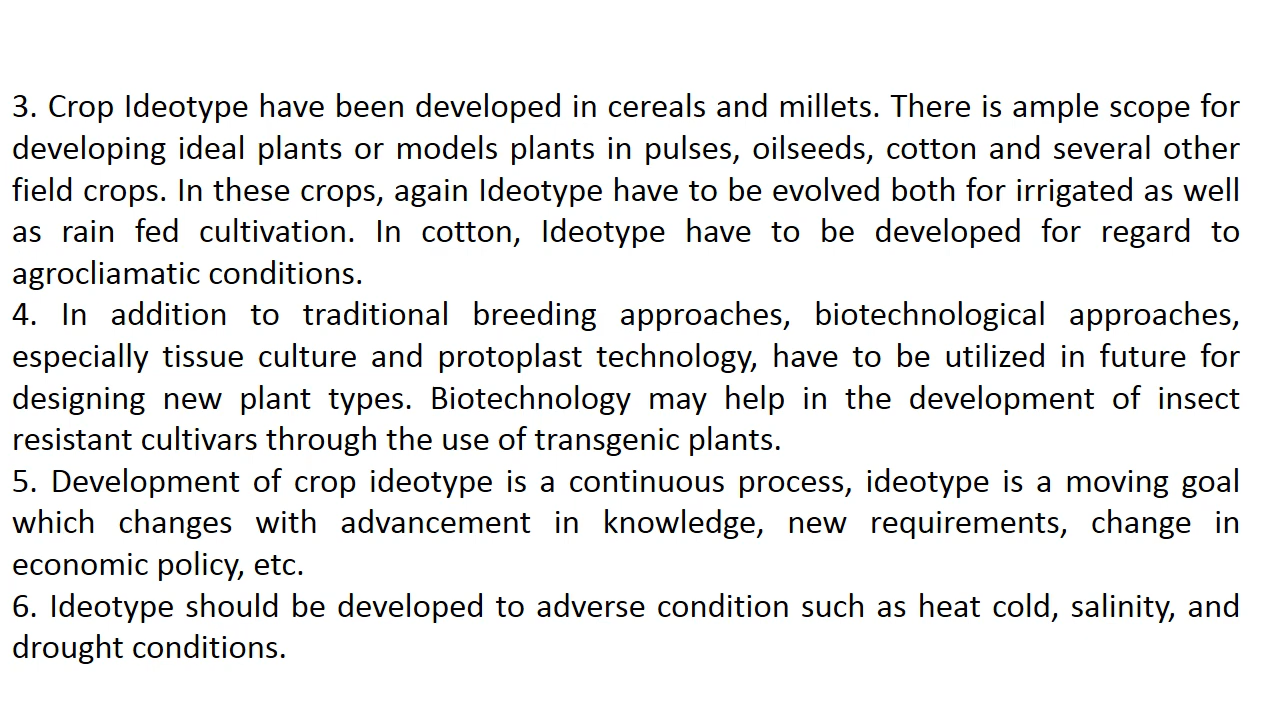 3. Crop Ideotype have been developed in cereals and millets. There is ample scope for
developing ideal plants or models plants in pulses, oilseeds, cotton and several other
field crops. In these crops, again Ideotype have to be evolved both for irrigated as well
as rain fed cultivation. In cotton, Ideotype have to be developed for regard to
agrocliamatic conditions.
4. In addition to traditional breeding approaches, biotechnological approaches,
especially tissue culture and protoplast technology, have to be utilized in future for
designing new plant types. Biotechnology may help in the development of insect
resistant cultivars through the use of transgenic plants.
5. Development of crop ideotype is a continuous process, ideotype is a moving goal
which changes with advancement in knowledge, new requirements, change in
economic policy, etc.
6. Ideotype should be developed to adverse condition such as heat cold, salinity, and
drought conditions.